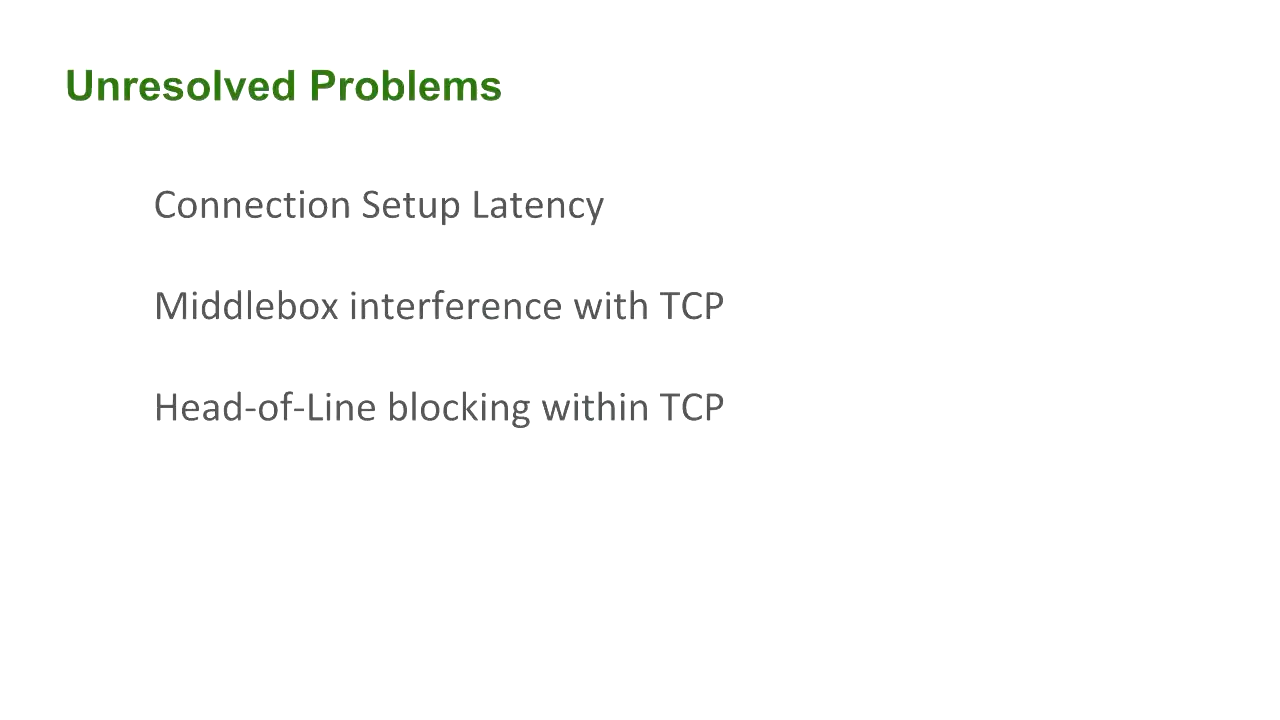 Unresolved Problems
Connection Setup Latency
Middlebox interference with TCP
Head-of-Line blocking within TCP